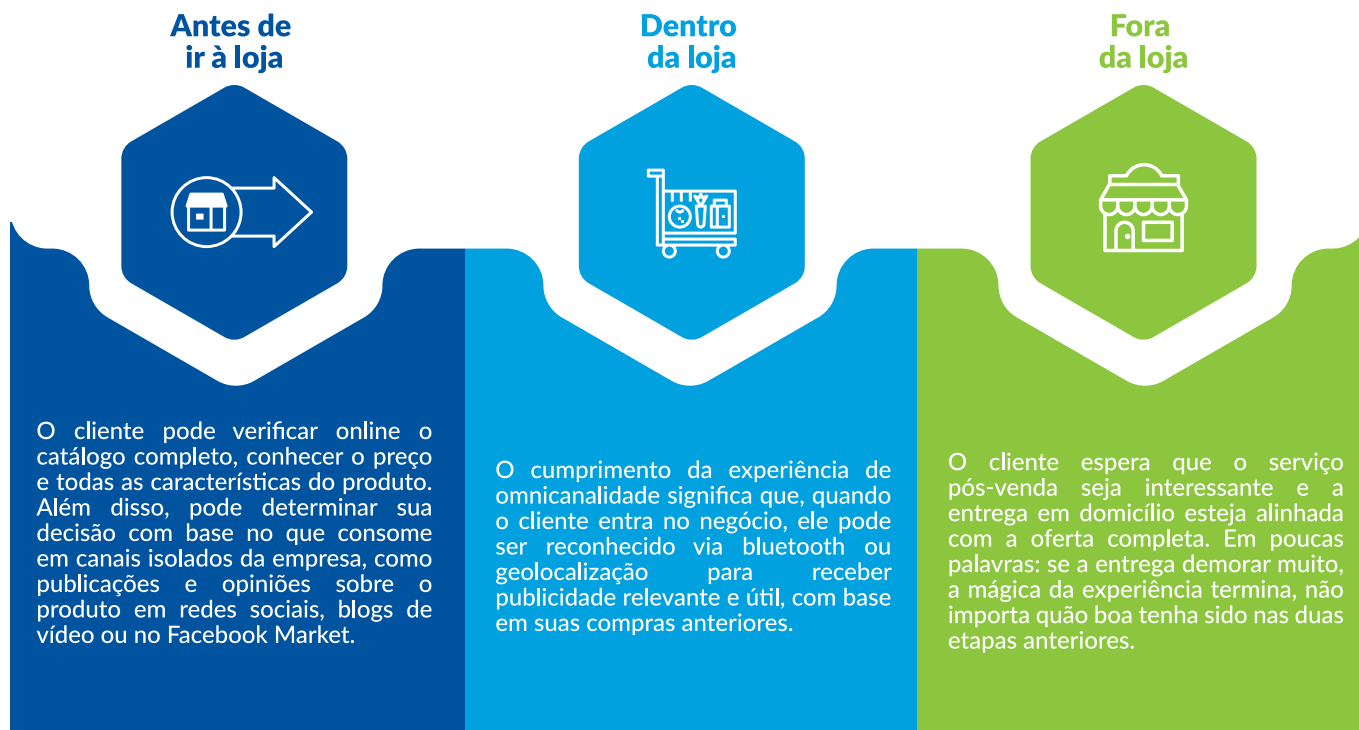 Antes de
ir à loja
O cliente pode verificar online o
catálogo completo, conhecer o preço
e todas as características do produto.
Além disso, pode determinar sua
decisão com base no que consome
em canais isolados da empresa, como
publicações e opiniões sobre o
produto em redes sociais, blogs de
vídeo ou no Facebook Market.
Dentro
da loja
O cumprimento da experiência de
omnicanalidade significa que, quando
o cliente entra no negócio, ele pode
ser reconhecido via bluetooth ou
geolocalização para receber
publicidade relevante e útil, com base
em suas compras anteriores.
Fora
da loja
O cliente espera que o serviço
pós-venda seja interessante e a
entrega em domicílio esteja alinhada
com a oferta completa. Em poucas
palavras: se a entrega demorar muito,
a mágica da experiência termina, não
importa quão boa tenha sido nas duas
etapas anteriores.